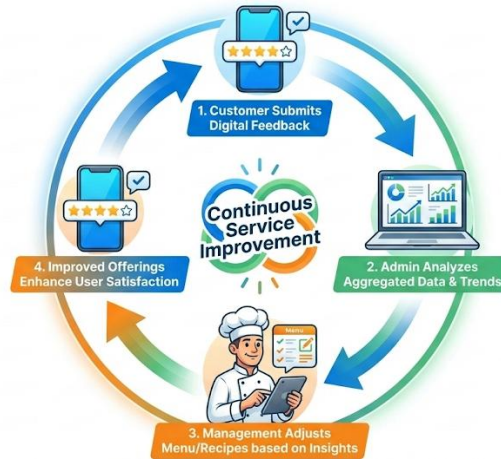 1. Customer Submits
Digital Feedback
Continuous
Service
Improvement
2. Admin Analyzes
Aggregated Data & Trends
Menu
3. Management Adjusts
Menu/Recipes based on Insights
4. Improved Offerings
Enhance User Satisfaction